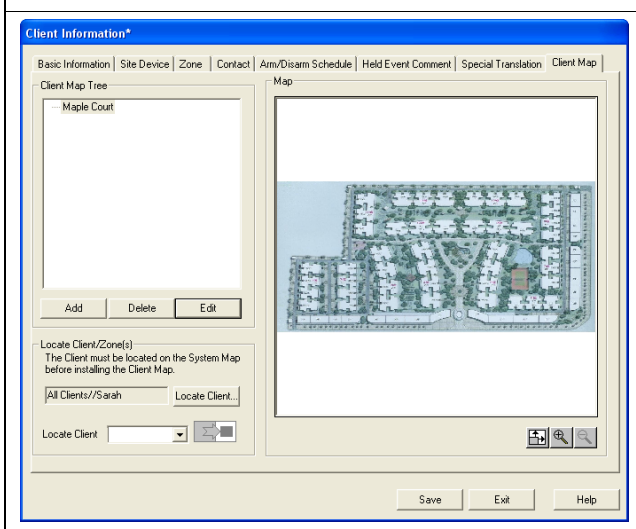 Client Information*
Basic Information Site Device Zone Contact Arm/Disarm Schedule Held Event Comment Special Translation Client Map
Client Map Tree
Maple Court
Add Delete Edit
Locate Client/Zone(s)
The Client must be located on the System Map
before installing the Client Map.
All Clients//Sarah Locate Client...
Locate Client
Map
Save Exit Help